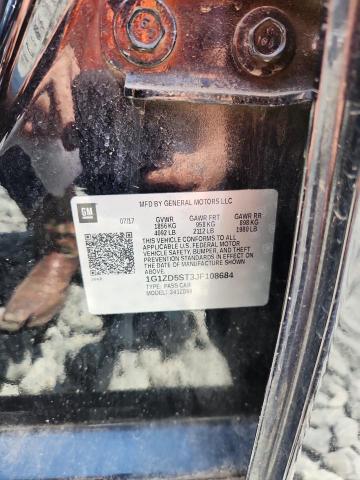 GM
MFD BY GENERAL MOTORS LLC
07/17 GVWR GAWR FRT GAWR RR
1856 KG 958 KG 898 KG
4092 LB 2112 LB 1980 LB
THIS VEHICLE CONFORMS TO ALL
APPLICABLE U.S. FEDERAL MOTOR
VEHICLE SAFETY, BUMPER, AND THEFT
PREVENTION STANDARDS IN EFFECT
ON THE DATE OF MANUFACTURE
SHOWN ABOVE.
1G1ZD5ST3JF108684
TYPE: PASS CAR
MODEL: